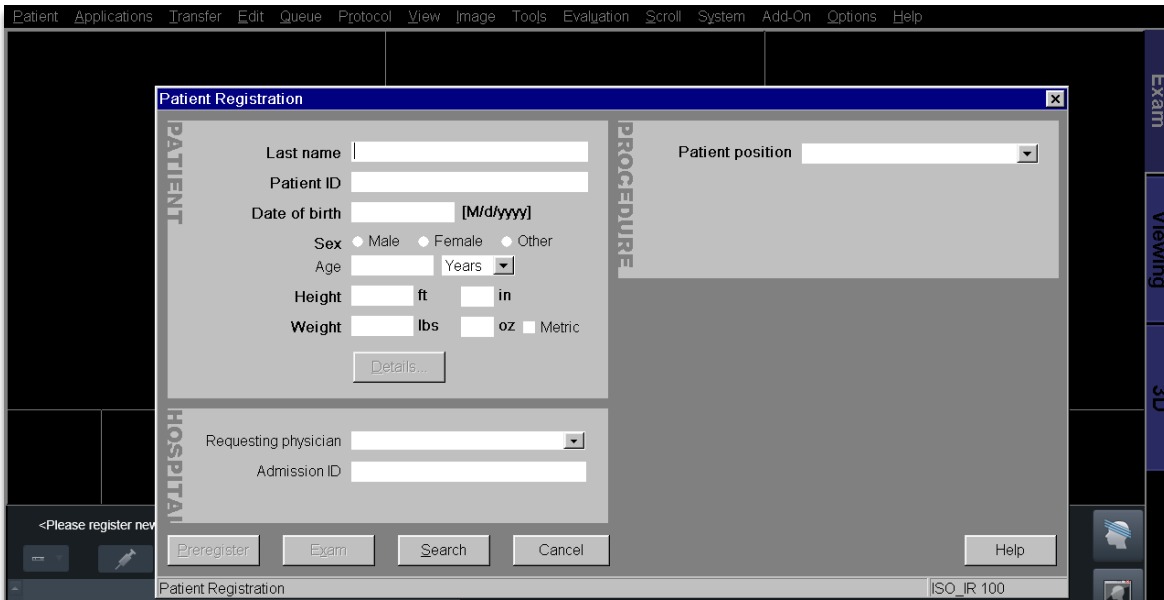 Patient Applications Transfer Edit Queue Protocol View Image Tools Evaluation Scroll System Add-On Options Help
Patient Registration
PATIENT
Last name
Patient ID
Date of birth [M/d/yyyy]
Sex Male Female Other
Age Years
Height ft in
Weight lbs oz Metric
Details...
HOSPITAL
Requesting physician
Admission ID
PROCEDURE
Patient position
Exam
Viewing
3D
<Please register new
Preregister Exam Search Cancel Help
Patient Registration ISO_IR 100